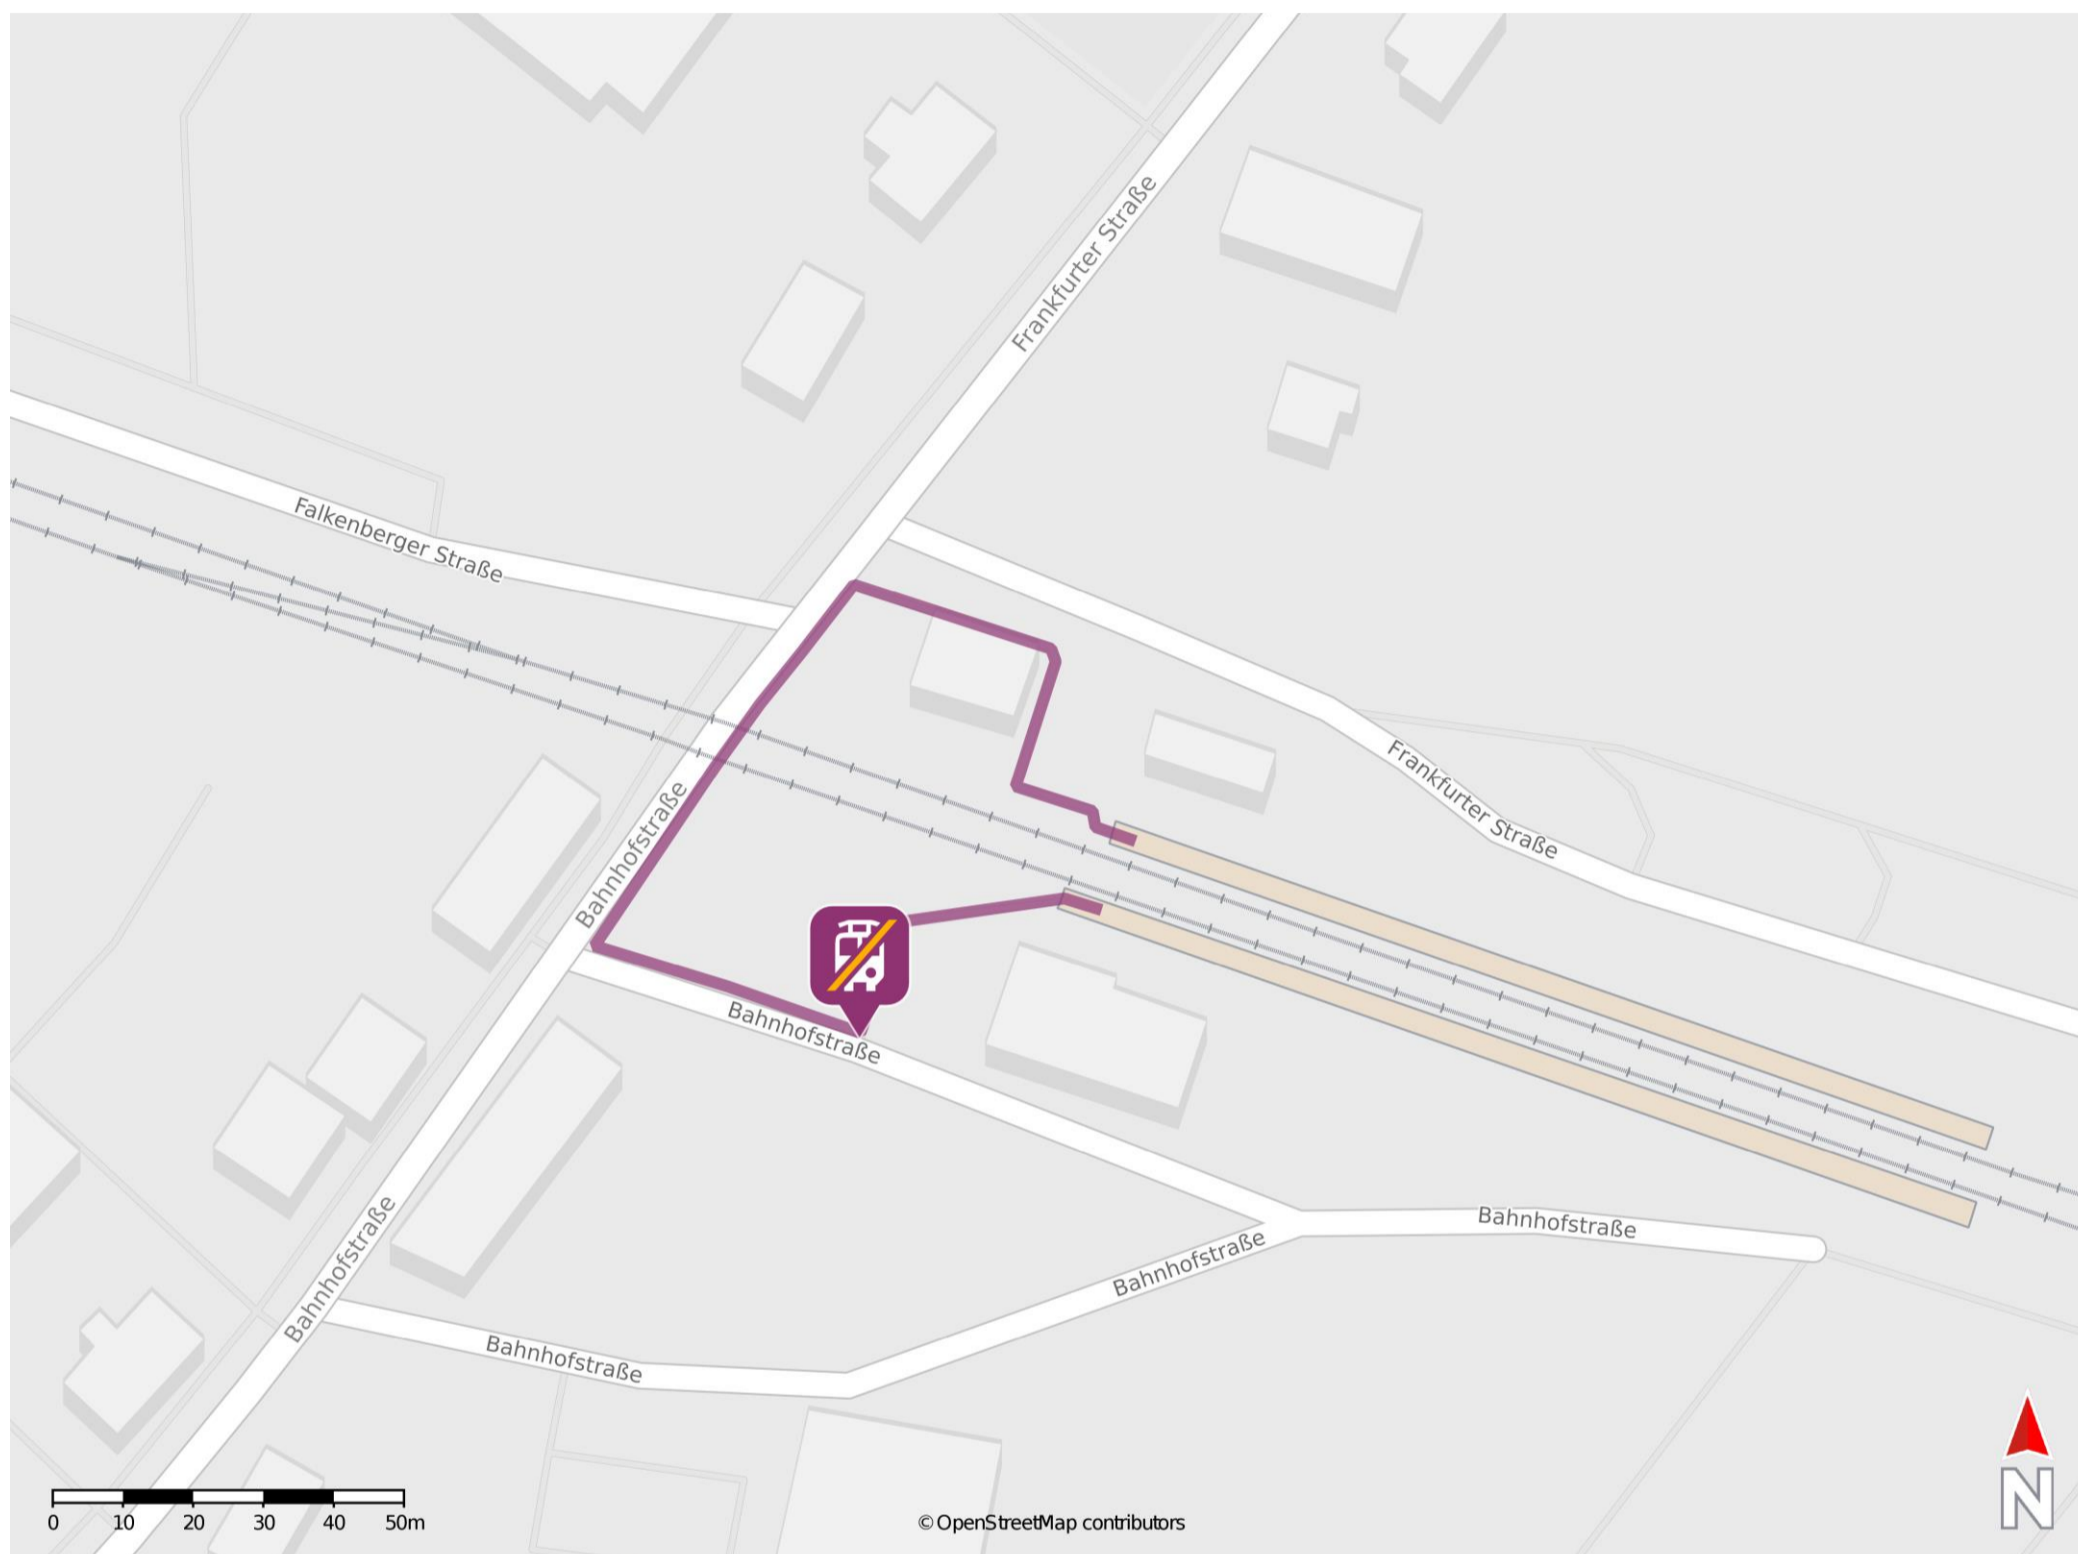 Frankfurter Straße
Falkenberger Straße
Frankfurter Straße
Bahnhofstraße
Bahnhofstraße
Bahnhofstraße
Bahnhofstraße
Bahnhofstraße
Bahnhofstraße
0 10 20 30 40 50m
© OpenStreetMap contributors
N